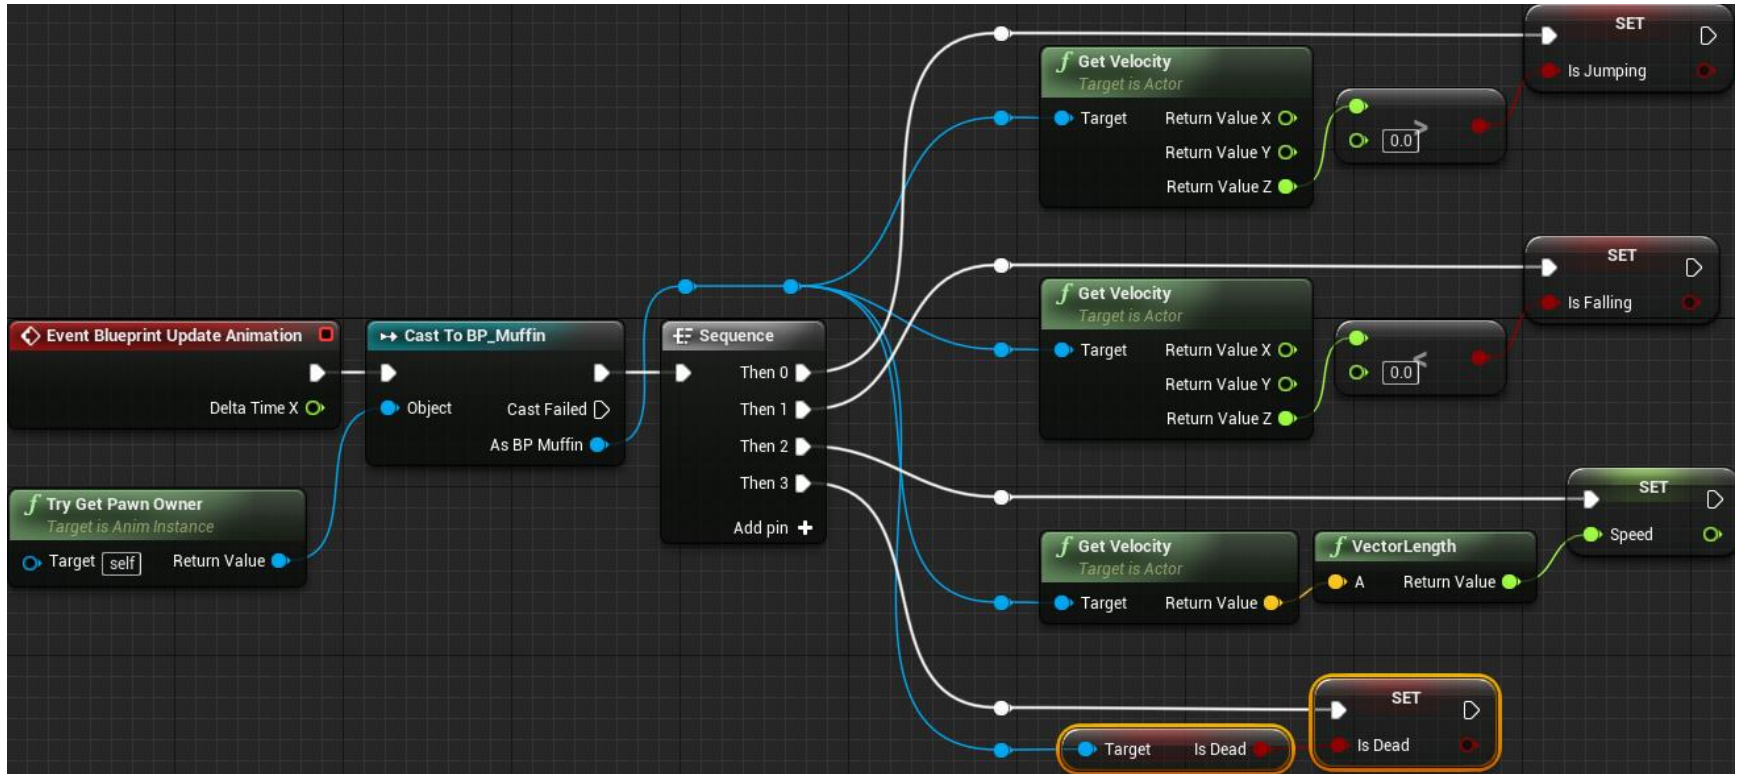 SET
Is Jumping
f Get Velocity
Target is Actor
Target Return Value X
Return Value Y
Return Value Z
>
0.0
SET
Is Falling
f Get Velocity
Target is Actor
Target Return Value X
Return Value Y
Return Value Z
<
0.0
Event Blueprint Update Animation
Delta Time X
Cast To BP_Muffin
Object Cast Failed
As BP Muffin
Sequence
Then 0
Then 1
Then 2
Then 3
Add pin +
f Try Get Pawn Owner
Target is Anim Instance
Target self Return Value
SET
Speed
f Get Velocity
Target is Actor
Target Return Value
f VectorLength
A Return Value
SET
Is Dead
Target Is Dead